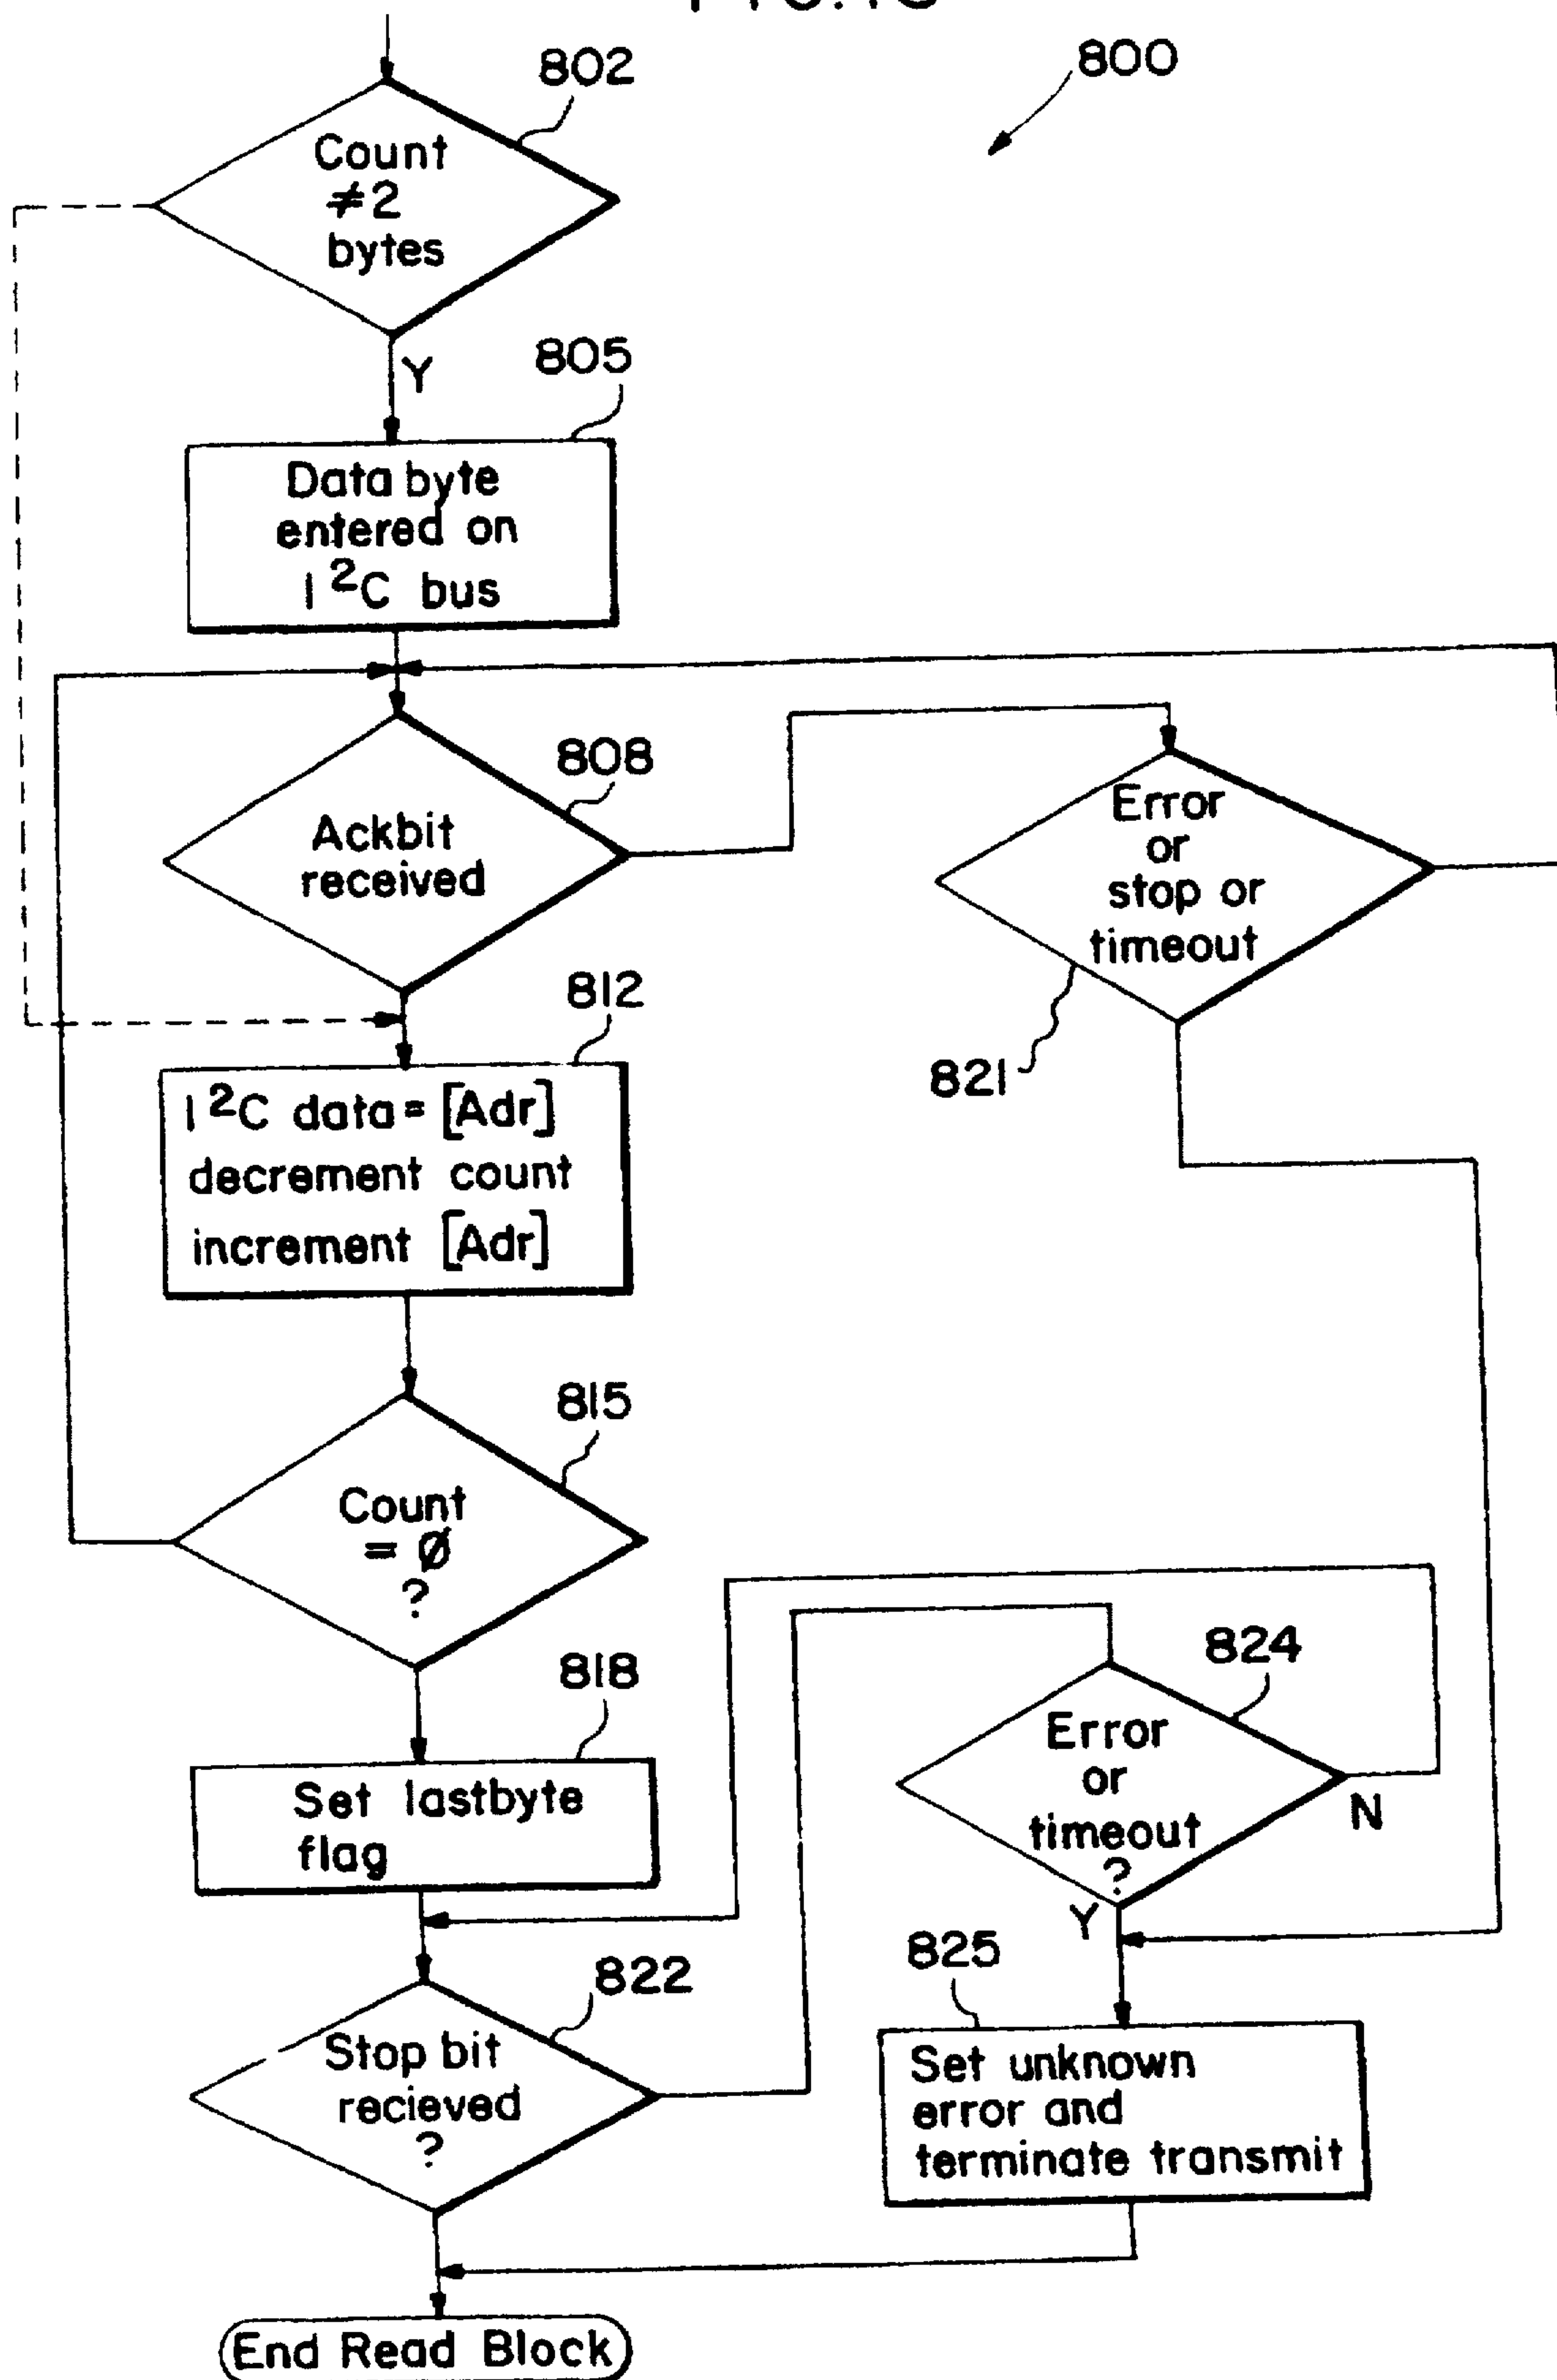 800
802
Count
≠2
bytes
Y
805
Data byte
entered on
I²C bus
808
Ackbit
received
Error
or
stop or
timeout
821
812
I²C data = [Adr]
decrement count
increment [Adr]
815
Count
= Ø
?
818
Set lastbyte
flag
824
Error
or
timeout
?
N
Y
822
Stop bit
recieved
?
825
Set unknown
error and
terminate transmit
End Read Block